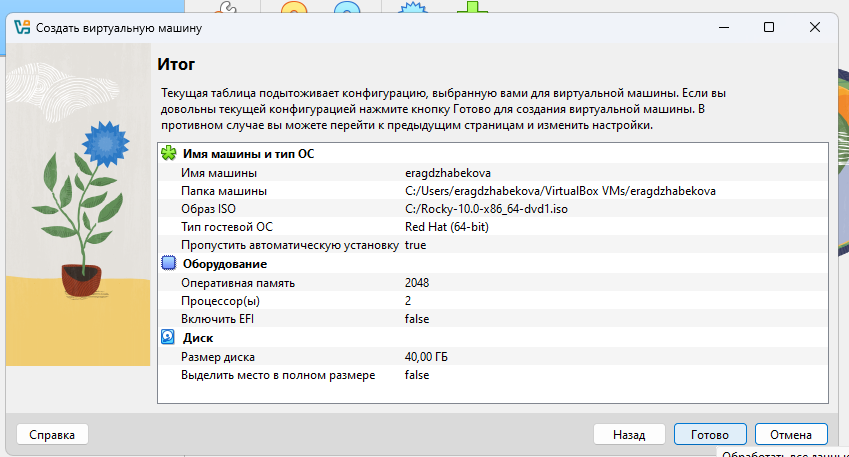 Создать виртуальную машину
Итог
Текущая таблица подытоживает конфигурацию, выбранную вами для виртуальной машины. Если вы
довольны текущей конфигурацией нажмите кнопку Готово для создания виртуальной машины. В
противном случае вы можете перейти к предыдущим страницам и изменить настройки.
Имя машины и тип ОС
Имя машины eragdzhabekova
Папка машины C:/Users/eragdzhabekova/VirtualBox VMs/eragdzhabekova
Образ ISO C:/Rocky-10.0-x86_64-dvd1.iso
Тип гостевой ОС Red Hat (64-bit)
Пропустить автоматическую установку true
Оборудование
Оперативная память 2048
Процессор(ы) 2
Включить EFI false
Диск
Размер диска 40,00 ГБ
Выделить место в полном размере false
Справка Назад Готово Отмена
Обработать все данные